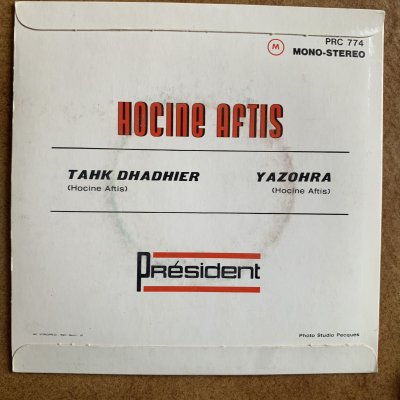 PRC 774
M MONO-STEREO
HOCINE AFTIS
TAHK DHADHIER YAZOHRA
(Hocine Aftis) (Hocine Aftis)
Président
Photo Studio Pecques